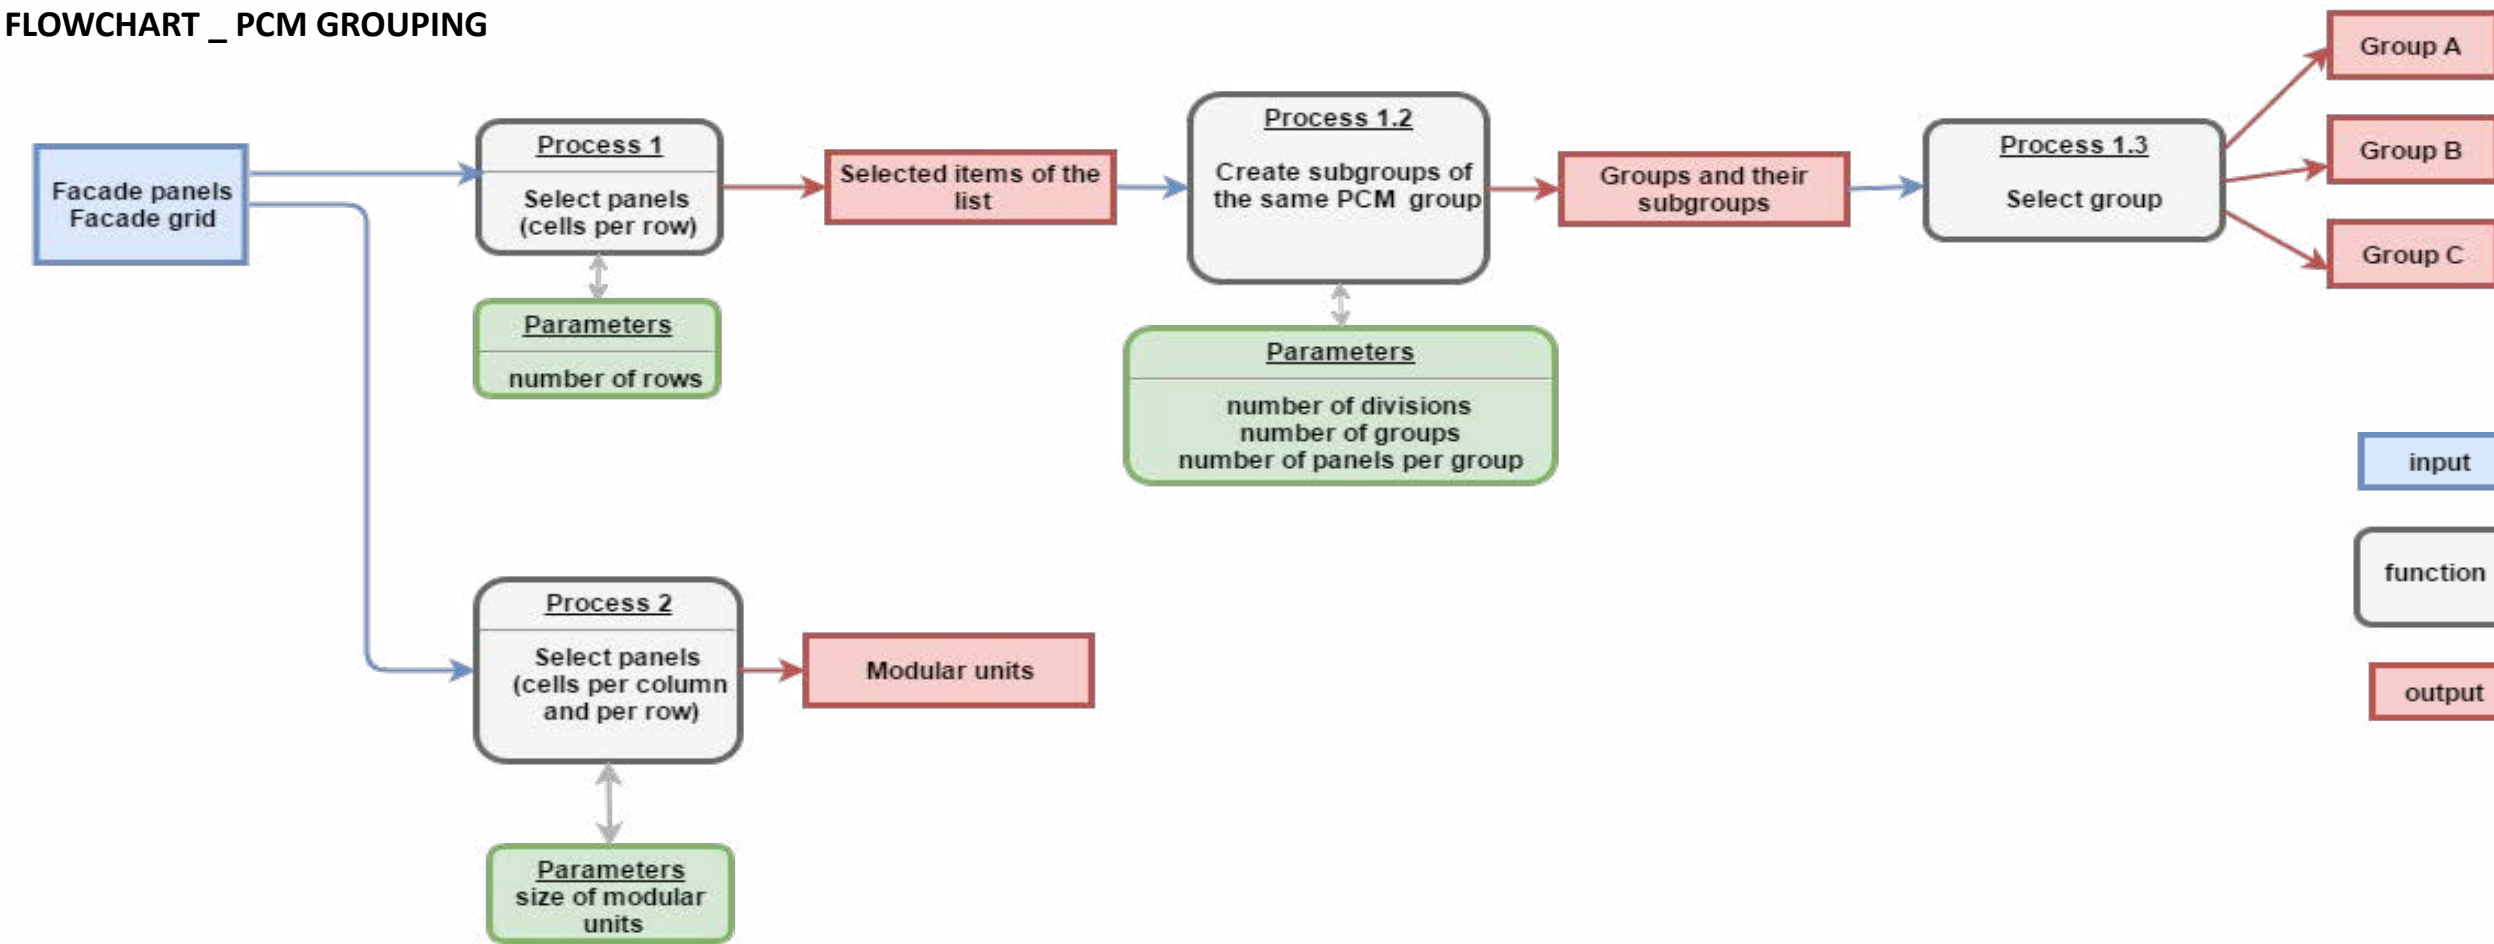 FLOWCHART _ PCM GROUPING
Facade panels
Facade grid
Process 1
Select panels
(cells per row)
Parameters
number of rows
Selected items of the
list
Process 1.2
Create subgroups of
the same PCM group
Parameters
number of divisions
number of groups
number of panels per group
Groups and their
subgroups
Process 1.3
Select group
Group A
Group B
Group C
Process 2
Select panels
(cells per column
and per row)
Parameters
size of modular
units
Modular units
input
function
output